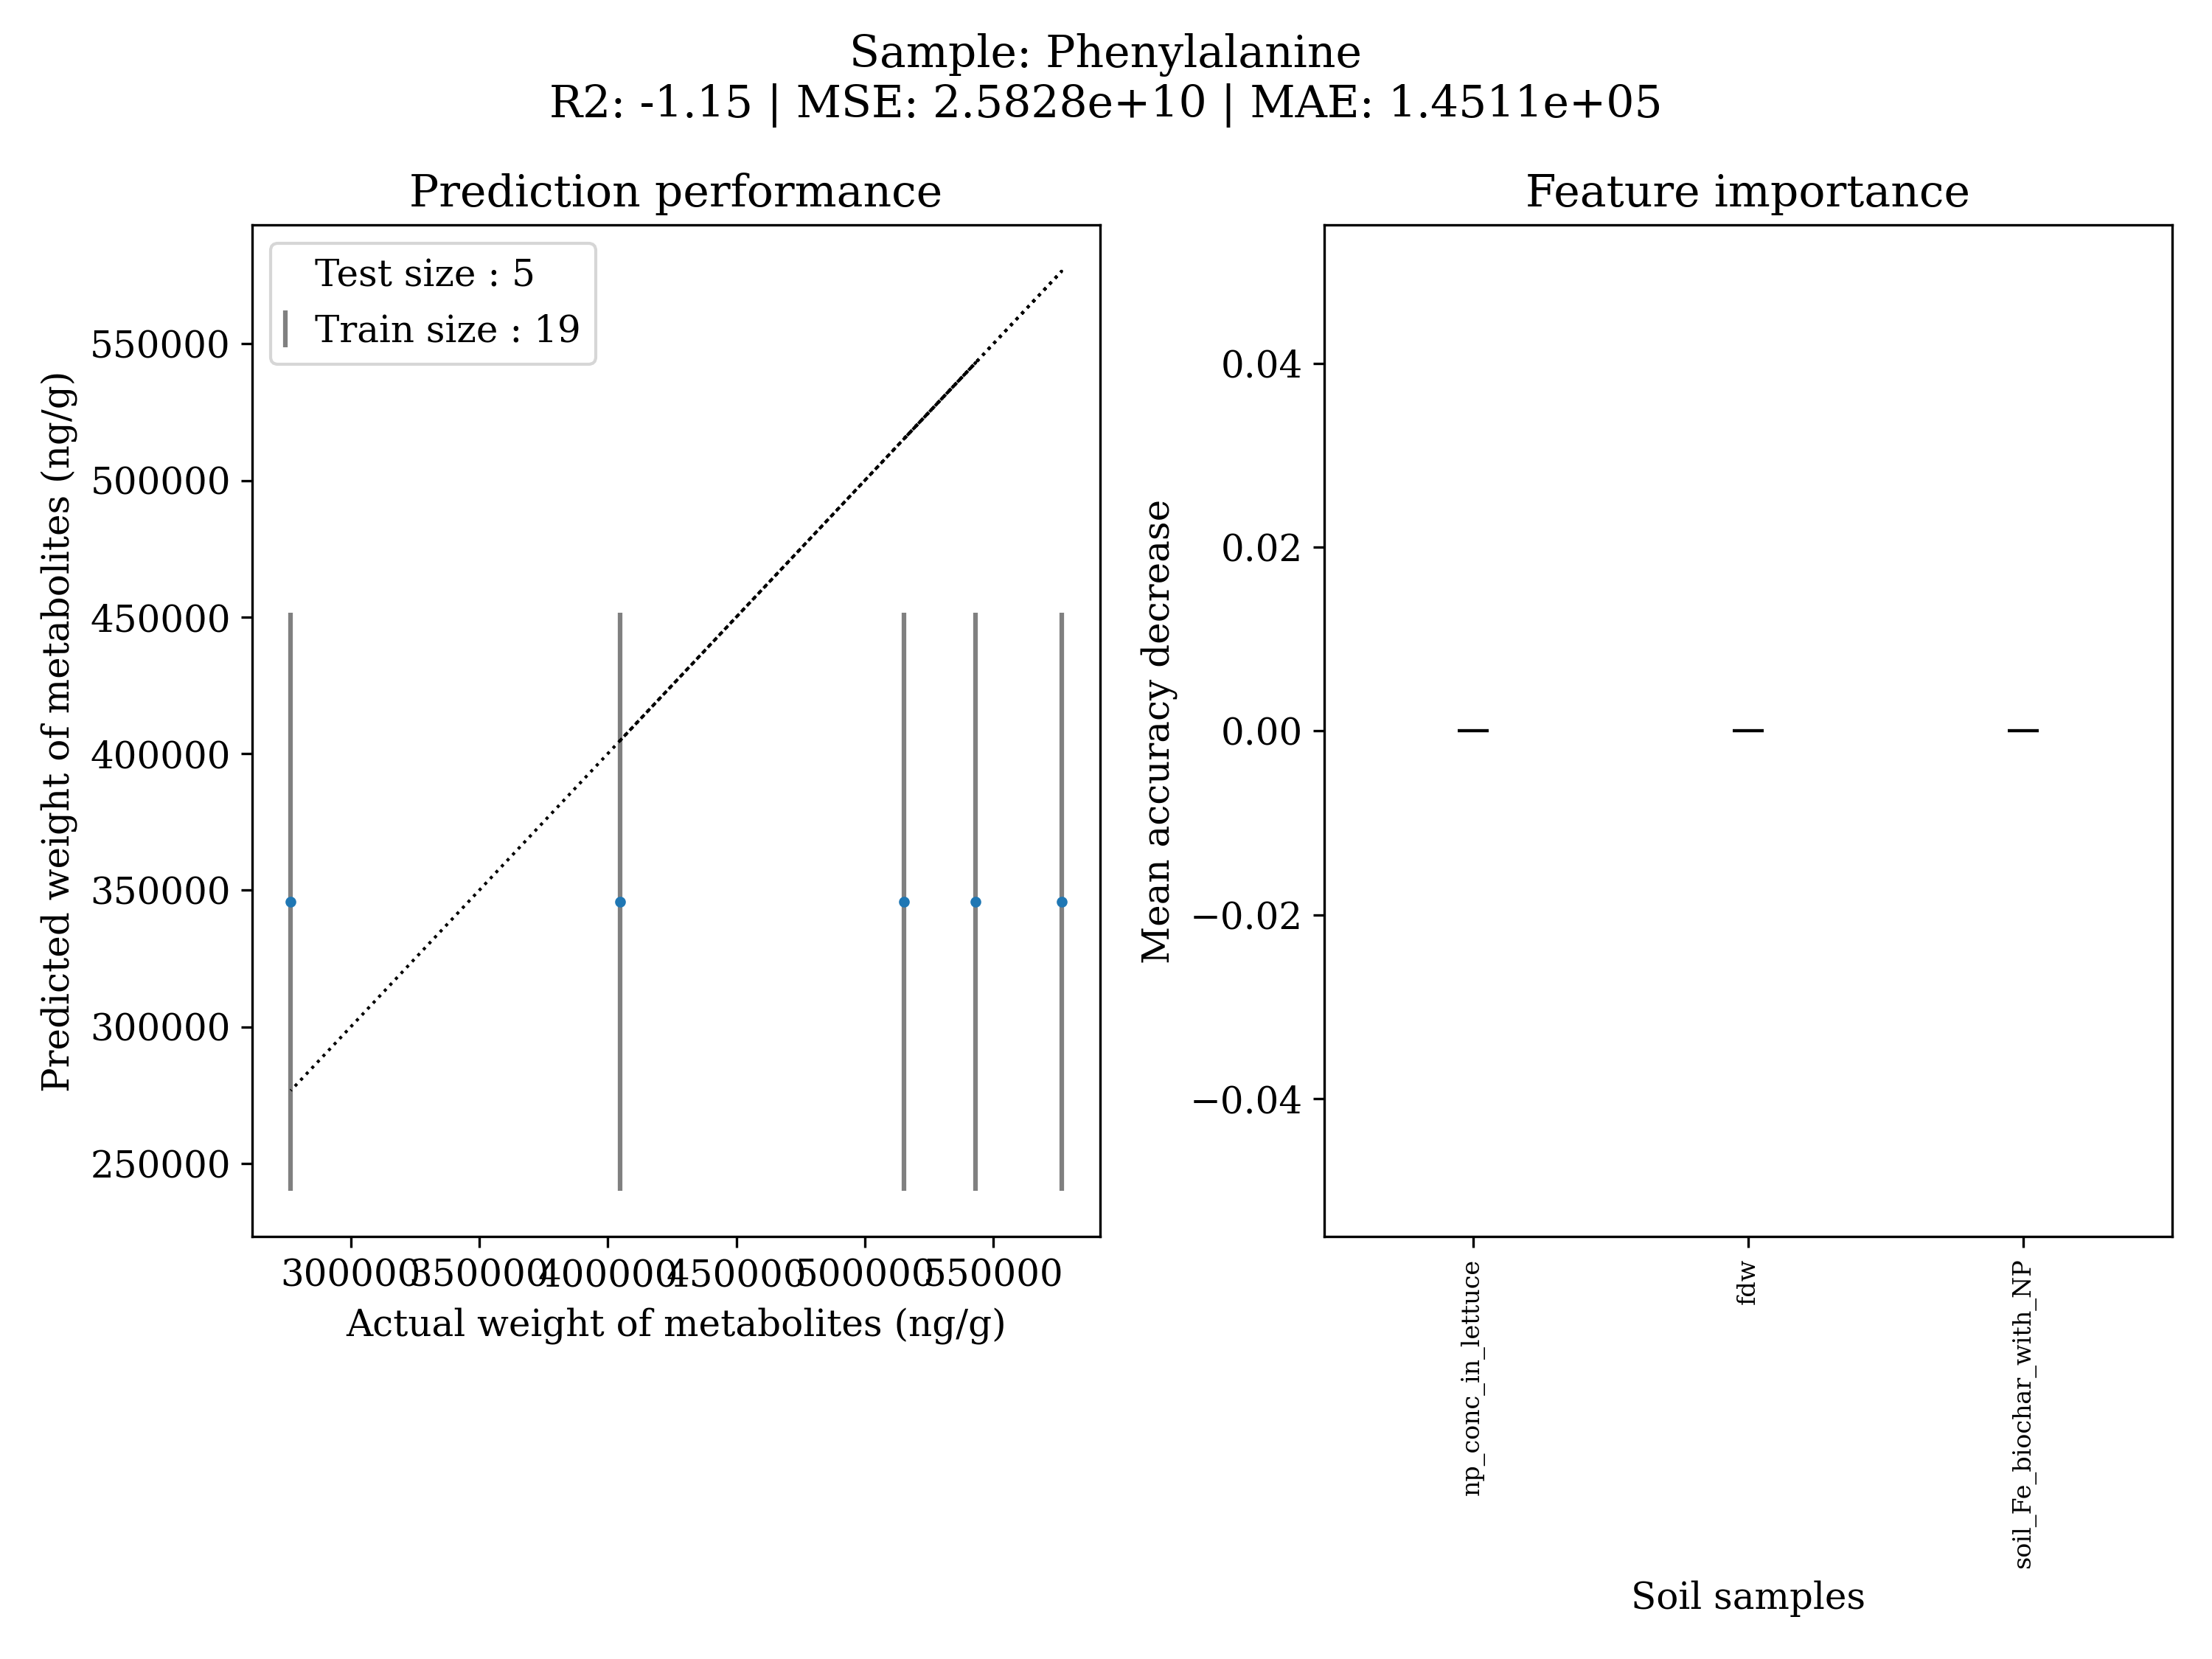 Sample: Phenylalanine
R2: -1.15 | MSE: 2.5828e+10 | MAE: 1.4511e+05
Prediction performance
Test size : 5
Train size : 19
550000
500000
450000
400000
350000
300000
250000
Predicted weight of metabolites (ng/g)
300000 350000 400000 450000 500000 550000
Actual weight of metabolites (ng/g)
Feature importance
0.04
0.02
0.00
−0.02
−0.04
Mean accuracy decrease
np_conc_in_lettuce
fdw
soil_Fe_biochar_with_NP
Soil samples